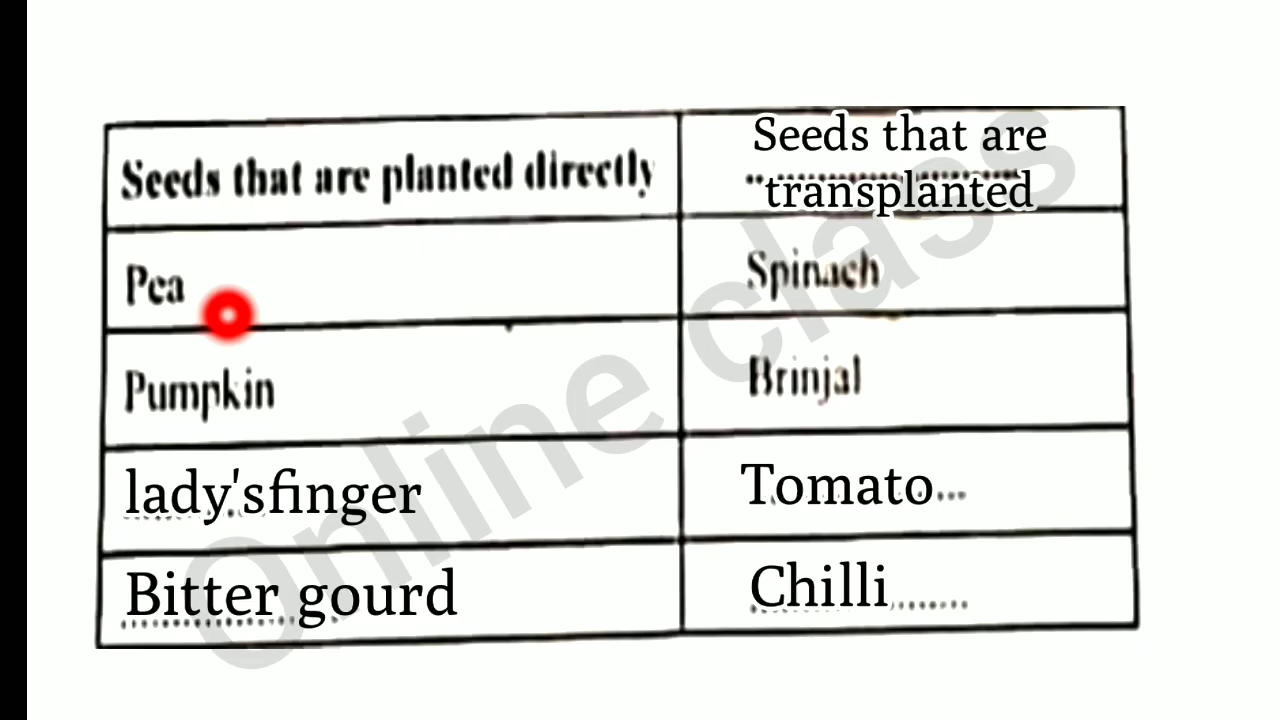 Seeds that are planted directly
Seeds that are
transplanted
Pea
Spinach
Pumpkin
Brinjal
lady'sfinger
Tomato
Bitter gourd
Chilli
Online class